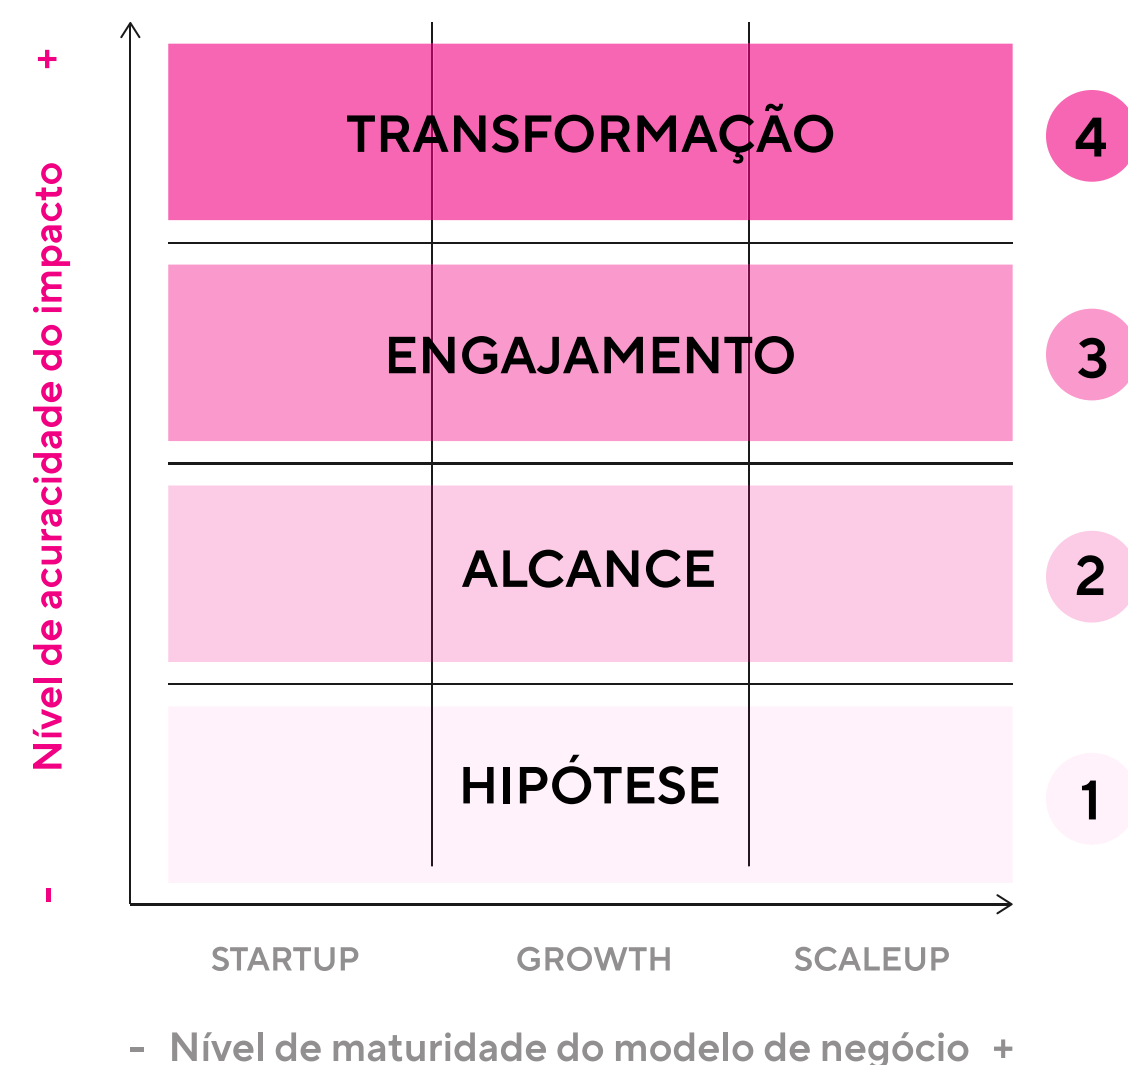 +
Nível de acuracidade do impacto
-
TRANSFORMAÇÃO
4
ENGAJAMENTO
3
ALCANCE
2
HIPÓTESE
1
STARTUP GROWTH SCALEUP
- Nível de maturidade do modelo de negócio +